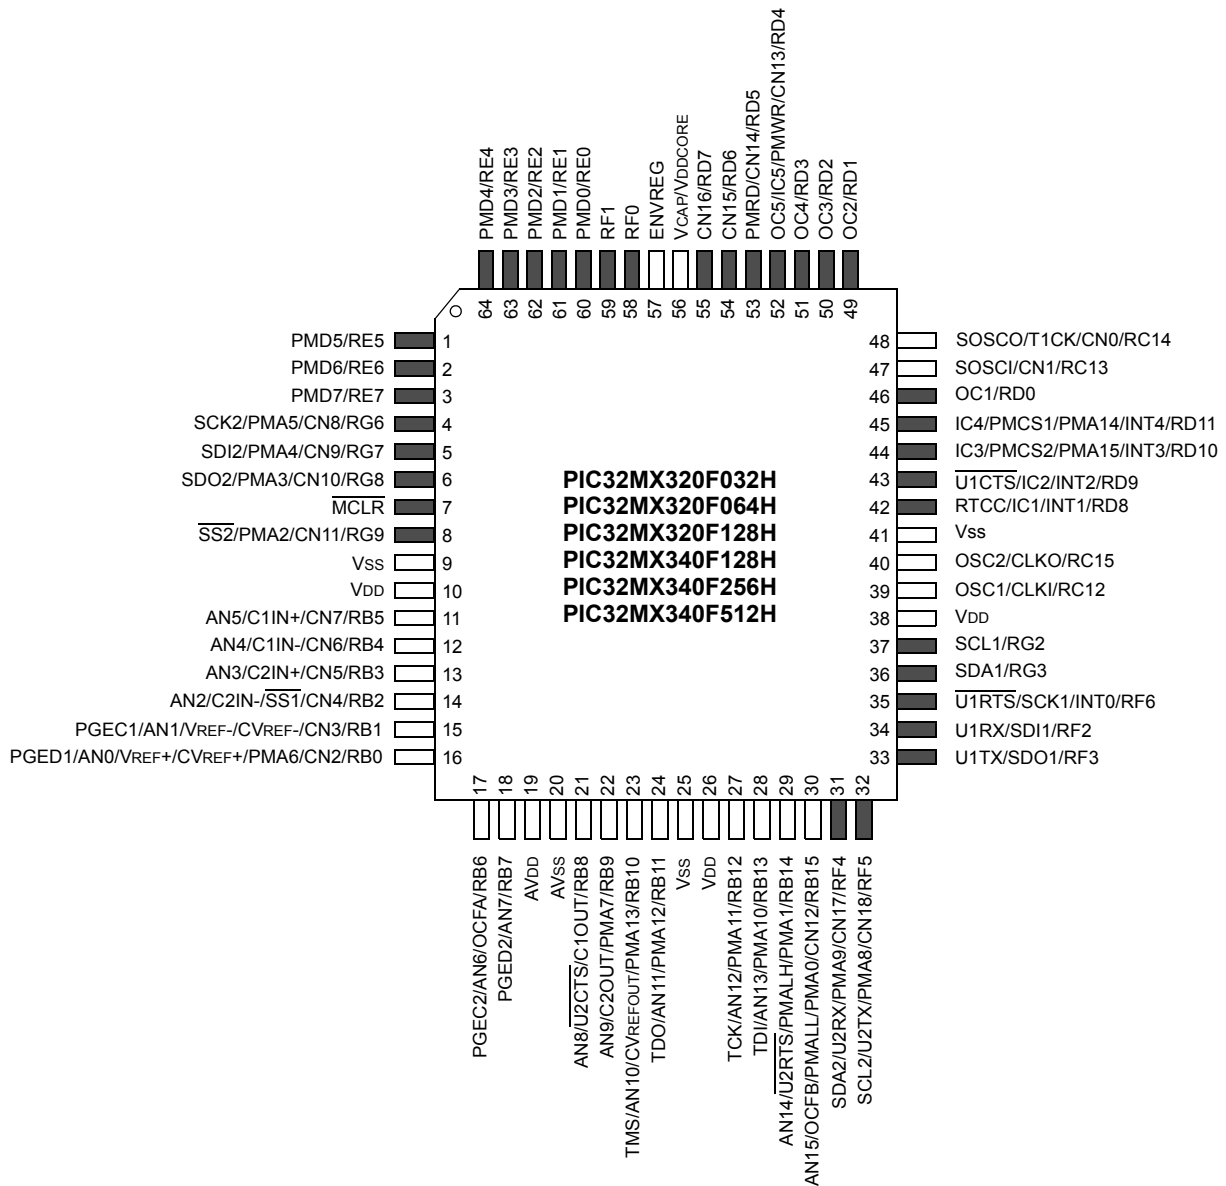 PMD4/RE4
PMD3/RE3
PMD2/RE2
PMD1/RE1
PMD0/RE0
RF1
RF0
ENVREG
VCAP/VDDCORE
CN16/RD7
CN15/RD6
PMRD/CN14/RD5
OC5/IC5/PMWR/CN13/RD4
OC4/RD3
OC3/RD2
OC2/RD1
64 63 62 61 60 59 58 57 56 55 54 53 52 51 50 49
PMD5/RE5 1
PMD6/RE6 2
PMD7/RE7 3
SCK2/PMA5/CN8/RG6 4
SDI2/PMA4/CN9/RG7 5
SDO2/PMA3/CN10/RG8 6
MCLR 7
SS2/PMA2/CN11/RG9 8
VSS 9
VDD 10
AN5/C1IN+/CN7/RB5 11
AN4/C1IN-/CN6/RB4 12
AN3/C2IN+/CN5/RB3 13
AN2/C2IN-/SS1/CN4/RB2 14
PGEC1/AN1/VREF-/CVREF-/CN3/RB1 15
PGED1/AN0/VREF+/CVREF+/PMA6/CN2/RB0 16
PIC32MX320F032H
PIC32MX320F064H
PIC32MX320F128H
PIC32MX340F128H
PIC32MX340F256H
PIC32MX340F512H
48 SOSCO/T1CK/CN0/RC14
47 SOSCI/CN1/RC13
46 OC1/RD0
45 IC4/PMCS1/PMA14/INT4/RD11
44 IC3/PMCS2/PMA15/INT3/RD10
43 U1CTS/IC2/INT2/RD9
42 RTCC/IC1/INT1/RD8
41 Vss
40 OSC2/CLKO/RC15
39 OSC1/CLKI/RC12
38 VDD
37 SCL1/RG2
36 SDA1/RG3
35 U1RTS/SCK1/INT0/RF6
34 U1RX/SDI1/RF2
33 U1TX/SDO1/RF3
17 18 19 20 21 22 23 24 25 26 27 28 29 30 31 32
PGEC2/AN6/OCFA/RB6
PGED2/AN7/RB7
AVDD
AVSS
AN8/U2CTS/C1OUT/RB8
AN9/C2OUT/PMA7/RB9
TMS/AN10/CVREFOUT/PMA13/RB10
TDO/AN11/PMA12/RB11
VSS
VDD
TCK/AN12/PMA11/RB12
TDI/AN13/PMA10/RB13
AN14/U2RTS/PMALH/PMA1/RB14
AN15/OCFB/PMALL/PMA0/CN12/RB15
SDA2/U2RX/PMA9/CN17/RF4
SCL2/U2TX/PMA8/CN18/RF5